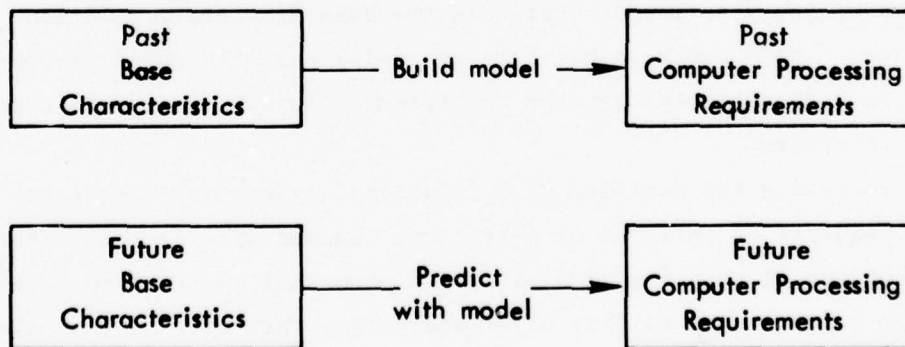 Past
Base
Characteristics
Build model
Past
Computer Processing
Requirements
Future
Base
Characteristics
Predict
with model
Future
Computer Processing
Requirements